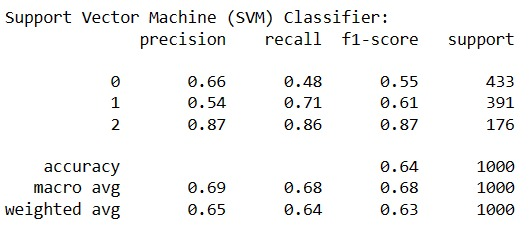 Support Vector Machine (SVM) Classifier:
precision recall f1-score support
0 0.66 0.48 0.55 433
1 0.54 0.71 0.61 391
2 0.87 0.86 0.87 176
accuracy 0.64 1000
macro avg 0.69 0.68 0.68 1000
weighted avg 0.65 0.64 0.63 1000